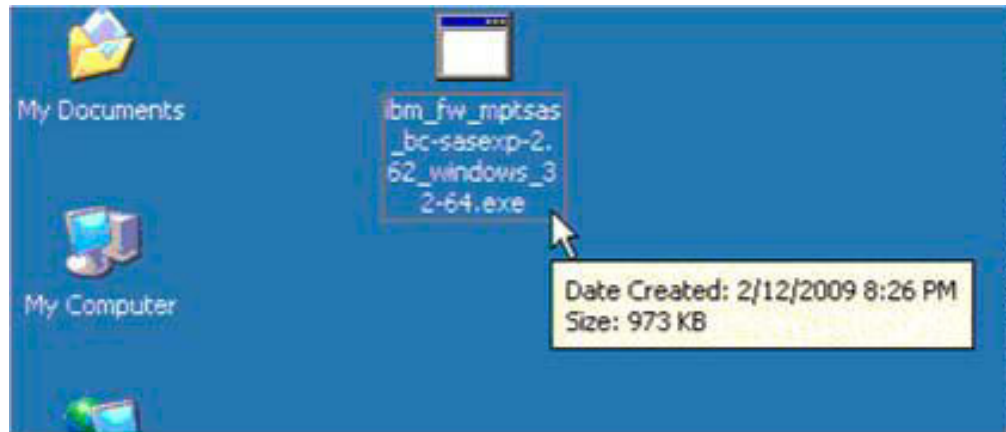 My Documents
ibm_fw_mptsas
_bc-sasexp-2.
62_windows_3
2-64.exe
My Computer
Date Created: 2/12/2009 8:26 PM
Size: 973 KB